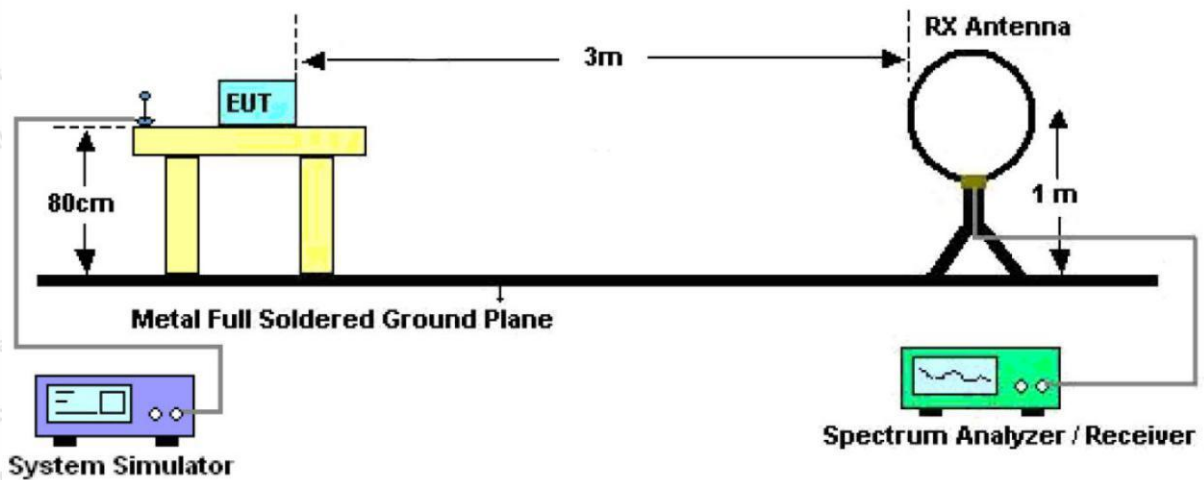 RX Antenna
3m
EUT
80cm
1 m
Metal Full Soldered Ground Plane
System Simulator
Spectrum Analyzer / Receiver